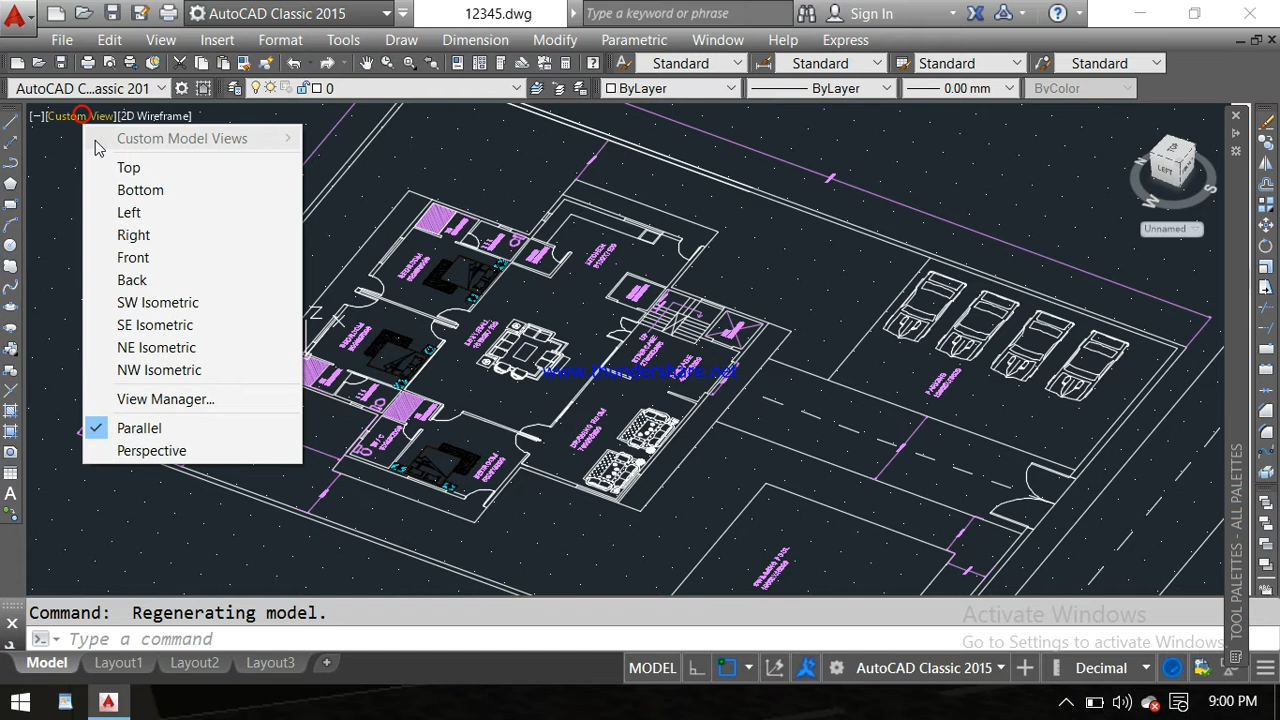 AutoCAD Classic 2015
12345.dwg
Type a keyword or phrase
Sign In
File Edit View Insert Format Tools Draw Dimension Modify Parametric Window Help Express
Standard Standard Standard Standard
AutoCAD C...assic 201 0 ByLayer ByLayer 0.00 mm ByColor
[−][Custom View][2D Wireframe]
Custom Model Views
Top
Bottom
Left
Right
Front
Back
SW Isometric
SE Isometric
NE Isometric
NW Isometric
View Manager...
Parallel
Perspective
LEFT
W
S
Unnamed
Z
www.thundershare.net
TOOL PALETTES - ALL PALETTES
Command: Regenerating model.
Type a command
Activate Windows
Go to Settings to activate Windows.
Model Layout1 Layout2 Layout3 +
MODEL AutoCAD Classic 2015 Decimal
9:00 PM